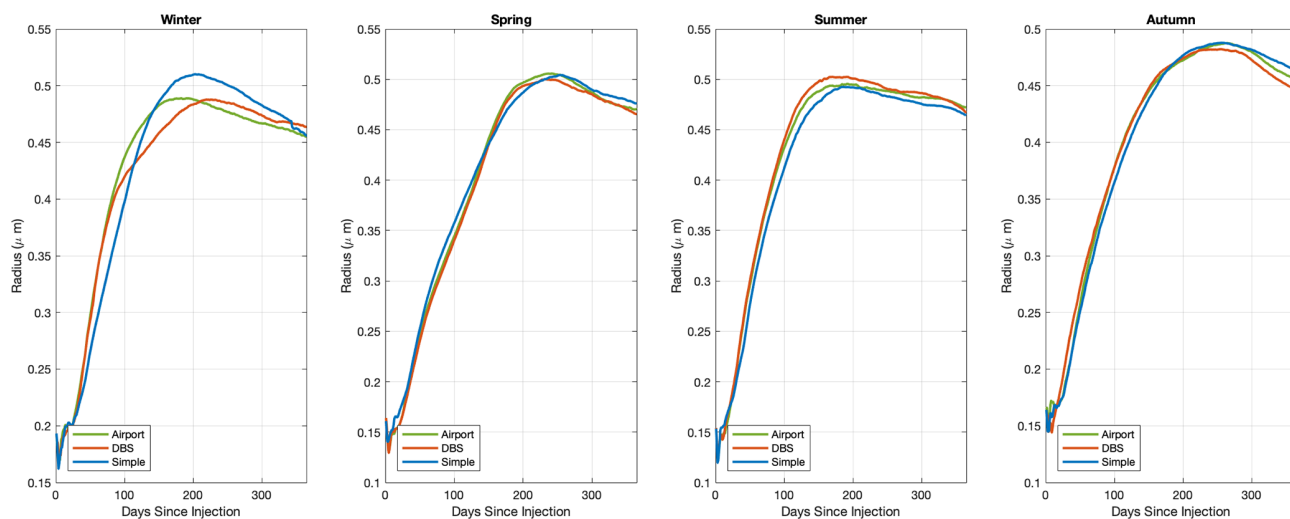 Winter
0.55
0.5
0.45
0.4
0.35
0.3
0.25
0.2
0.15
Radius (μ m)
0 100 200 300
Days Since Injection
Airport
DBS
Simple
Spring
0.55
0.5
0.45
0.4
0.35
0.3
0.25
0.2
0.15
0.1
Radius (μ m)
0 100 200 300
Days Since Injection
Airport
DBS
Simple
Summer
0.55
0.5
0.45
0.4
0.35
0.3
0.25
0.2
0.15
0.1
Radius (μ m)
0 100 200 300
Days Since Injection
Airport
DBS
Simple
Autumn
0.5
0.45
0.4
0.35
0.3
0.25
0.2
0.15
0.1
Radius (μ m)
0 100 200 300
Days Since Injection
Airport
DBS
Simple